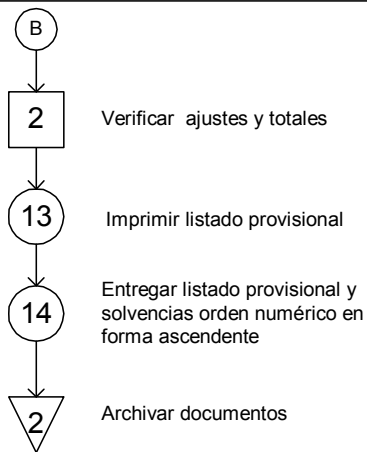 B
2
Verificar ajustes y totales
13
Imprimir listado provisional
14
Entregar listado provisional y
solvencias orden numérico en
forma ascendente
2
Archivar documentos